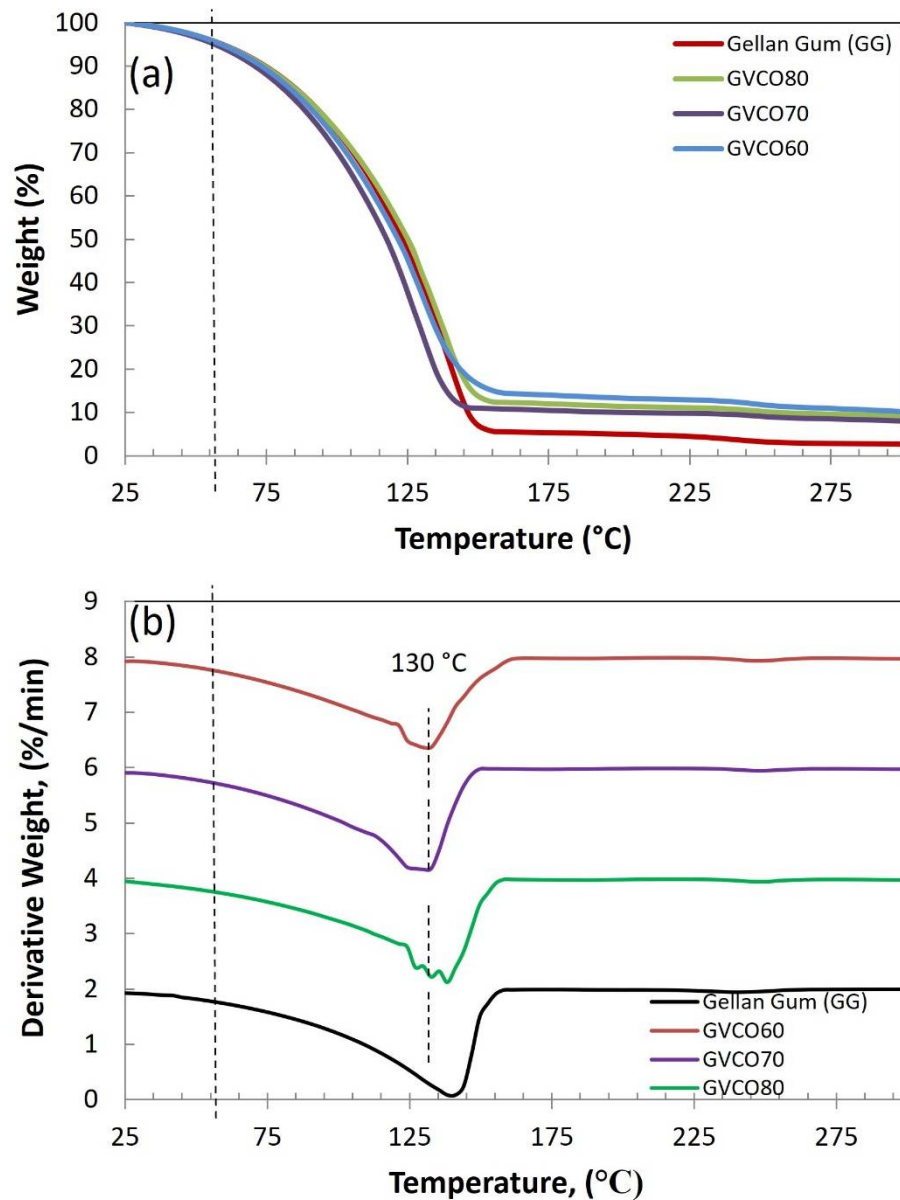 100
90
80
70
60
50
40
30
20
10
0
Weight (%)
(a)
Gellan Gum (GG)
GVCO80
GVCO70
GVCO60
25 75 125 175 225 275
Temperature (°C)
9
8
7
6
5
4
3
2
1
0
Derivative Weight, (%/min)
(b)
130 °C
Gellan Gum (GG)
GVCO60
GVCO70
GVCO80
25 75 125 175 225 275
Temperature, (°C)